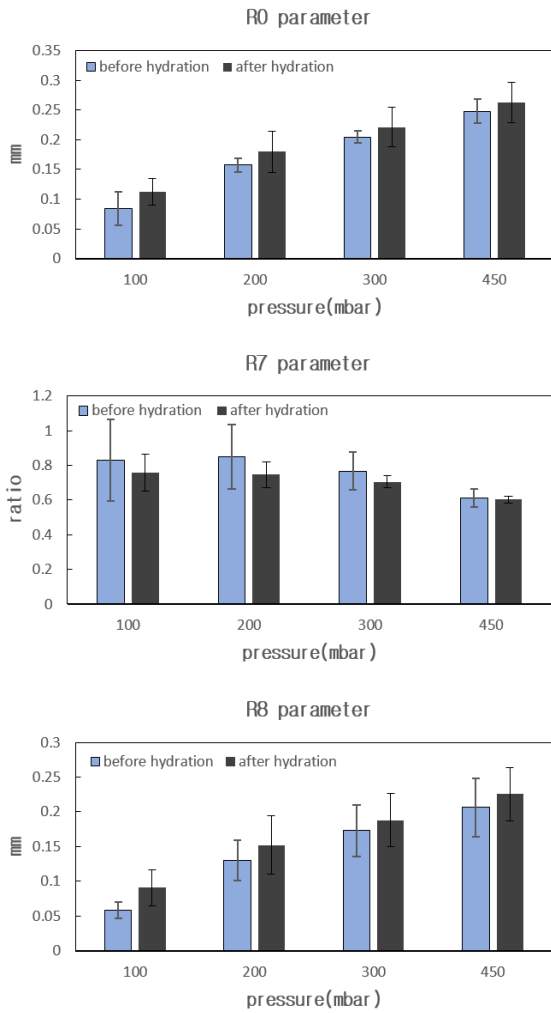 R0 parameter
0.35
0.3
0.25
0.2
0.15
0.1
0.05
0
mm
before hydration after hydration
100 200 300 450
pressure(mbar)
R7 parameter
1.2
1
0.8
0.6
0.4
0.2
0
ratio
before hydration after hydration
100 200 300 450
pressure(mbar)
R8 parameter
0.3
0.25
0.2
0.15
0.1
0.05
0
mm
before hydration after hydration
100 200 300 450
pressure(mbar)